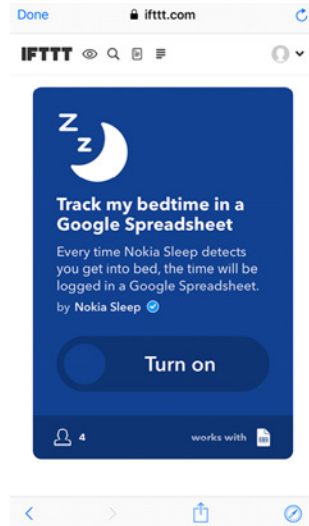 Done ifttt.com
IFTTT
Z
z
Track my bedtime in a
Google Spreadsheet
Every time Nokia Sleep detects
you get into bed, the time will be
logged in a Google Spreadsheet.
by Nokia Sleep
Turn on
4 works with